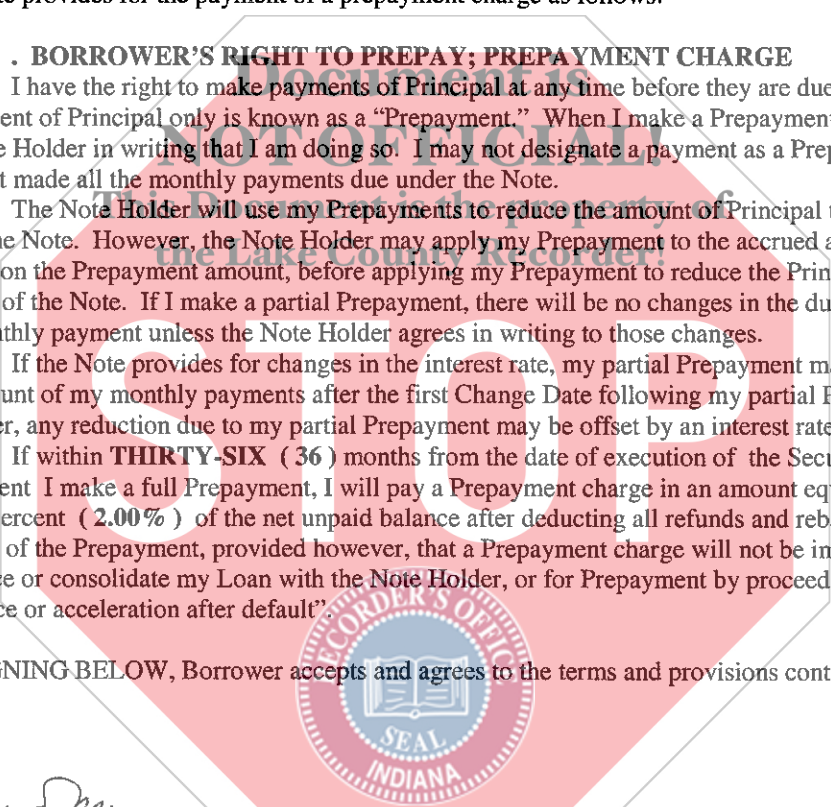 te provides for the payment of a prepayment charge as follows:
. BORROWER'S RIGHT TO PREPAY; PREPAYMENT CHARGE
I have the right to make payments of Principal at any time before they are due
ent of Principal only is known as a “Prepayment.” When I make a Prepayment
e Holder in writing that I am doing so. I may not designate a payment as a Prep
t made all the monthly payments due under the Note.
The Note Holder will use my Prepayments to reduce the amount of Principal t
he Note. However, the Note Holder may apply my Prepayment to the accrued a
on the Prepayment amount, before applying my Prepayment to reduce the Prin
of the Note. If I make a partial Prepayment, there will be no changes in the du
nthly payment unless the Note Holder agrees in writing to those changes.
If the Note provides for changes in the interest rate, my partial Prepayment m
unt of my monthly payments after the first Change Date following my partial P
er, any reduction due to my partial Prepayment may be offset by an interest rate
If within THIRTY-SIX ( 36 ) months from the date of execution of the Secu
ent I make a full Prepayment, I will pay a Prepayment charge in an amount eq
ercent ( 2.00% ) of the net unpaid balance after deducting all refunds and reb
of the Prepayment, provided however, that a Prepayment charge will not be im
ce or consolidate my Loan with the Note Holder, or for Prepayment by proceed
ce or acceleration after default”.
GNING BELOW, Borrower accepts and agrees to the terms and provisions cont
Document is
NOT OFFICIAL!
This Document is the property of
the Lake County Recorder!
STOP
RECORDER'S OFFICE
SEAL
INDIANA